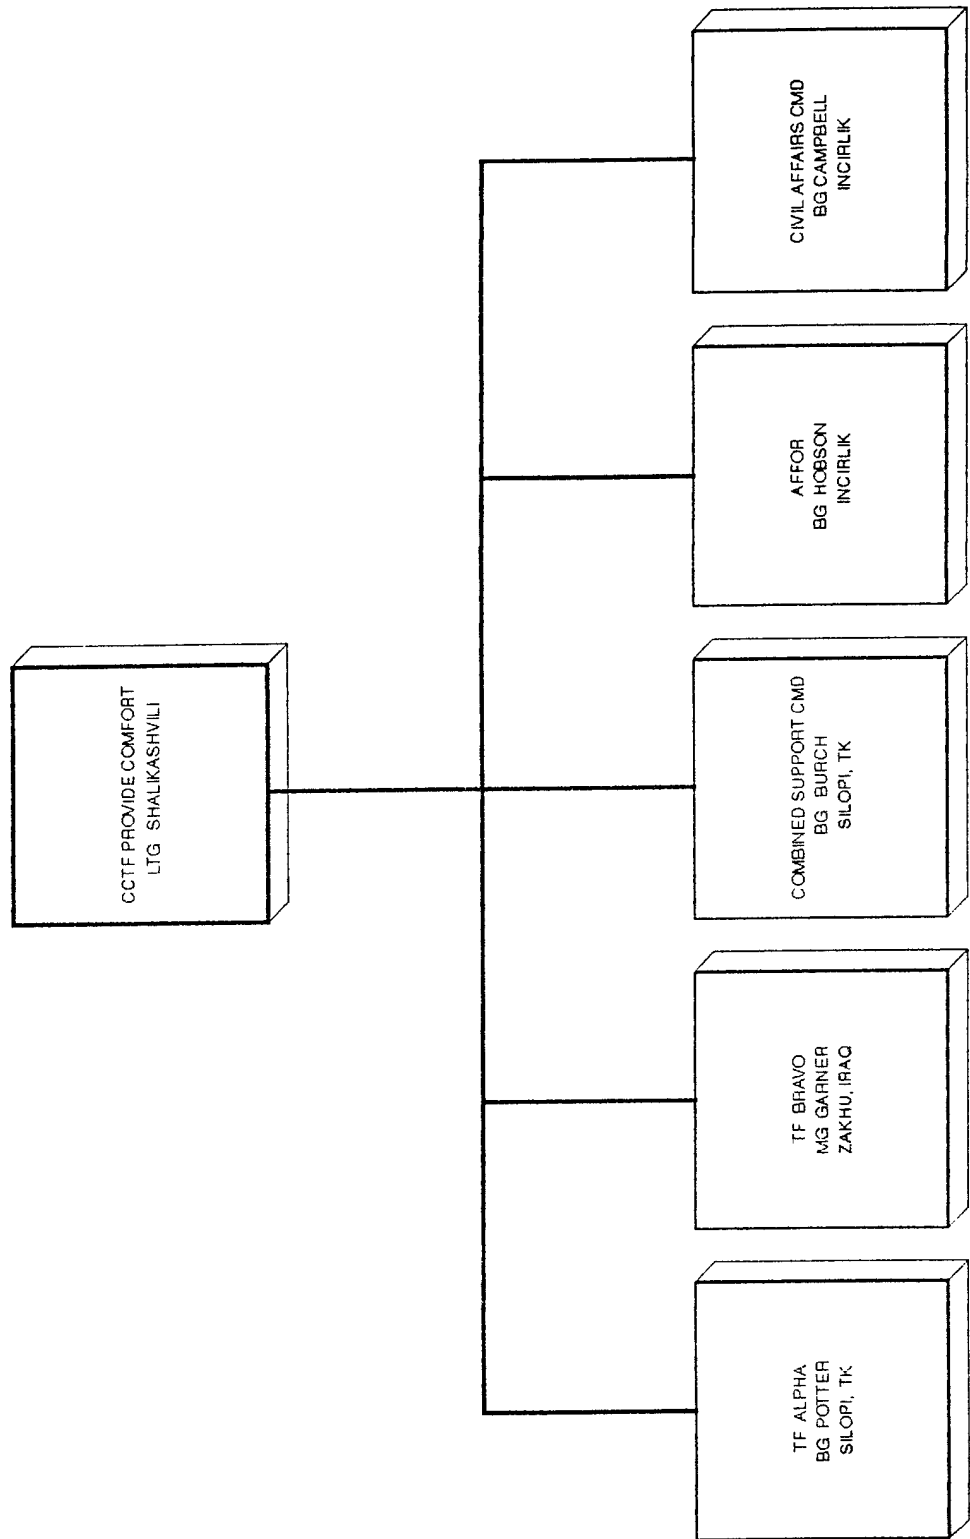 CCTF PROVIDE COMFORT
LTG SHALIKASHVILI
TF ALPHA
BG POTTER
SILOPI, TK
TF BRAVO
MG GARNER
ZAKHU, IRAQ
COMBINED SUPPORT CMD
BG BURCH
SILOPI, TK
AFFOR
BG HOBSON
INCIRLIK
CIVIL AFFAIRS CMD
BG CAMPBELL
INCIRLIK